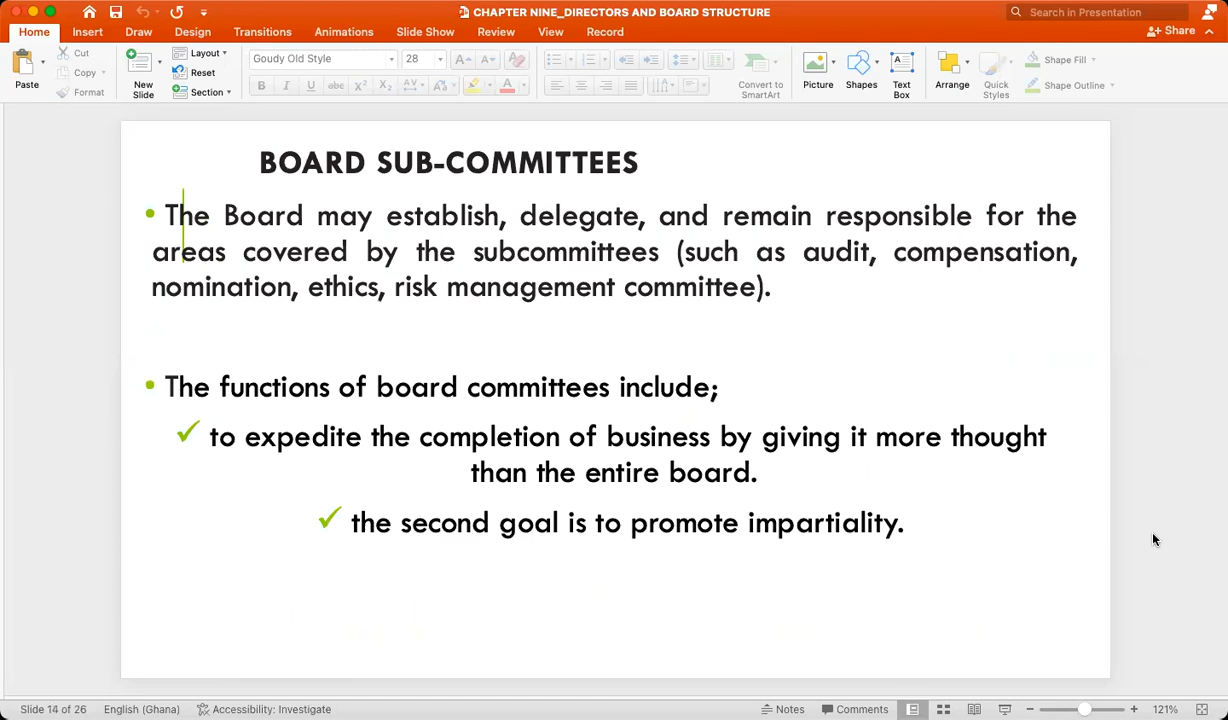 CHAPTER NINE_DIRECTORS AND BOARD STRUCTURE
Search in Presentation
Home Insert Draw Design Transitions Animations Slide Show Review View Record
Share
Paste
Cut
Copy
Format
New Slide
Layout
Reset
Section
Goudy Old Style
28
Convert to SmartArt
Picture
Shapes
Text Box
Arrange
Quick Styles
Shape Fill
Shape Outline
BOARD SUB-COMMITTEES
• The Board may establish, delegate, and remain responsible for the
areas covered by the subcommittees (such as audit, compensation,
nomination, ethics, risk management committee).
• The functions of board committees include;
✓ to expedite the completion of business by giving it more thought
than the entire board.
✓ the second goal is to promote impartiality.
Slide 14 of 26 English (Ghana) Accessibility: Investigate Notes Comments 121%